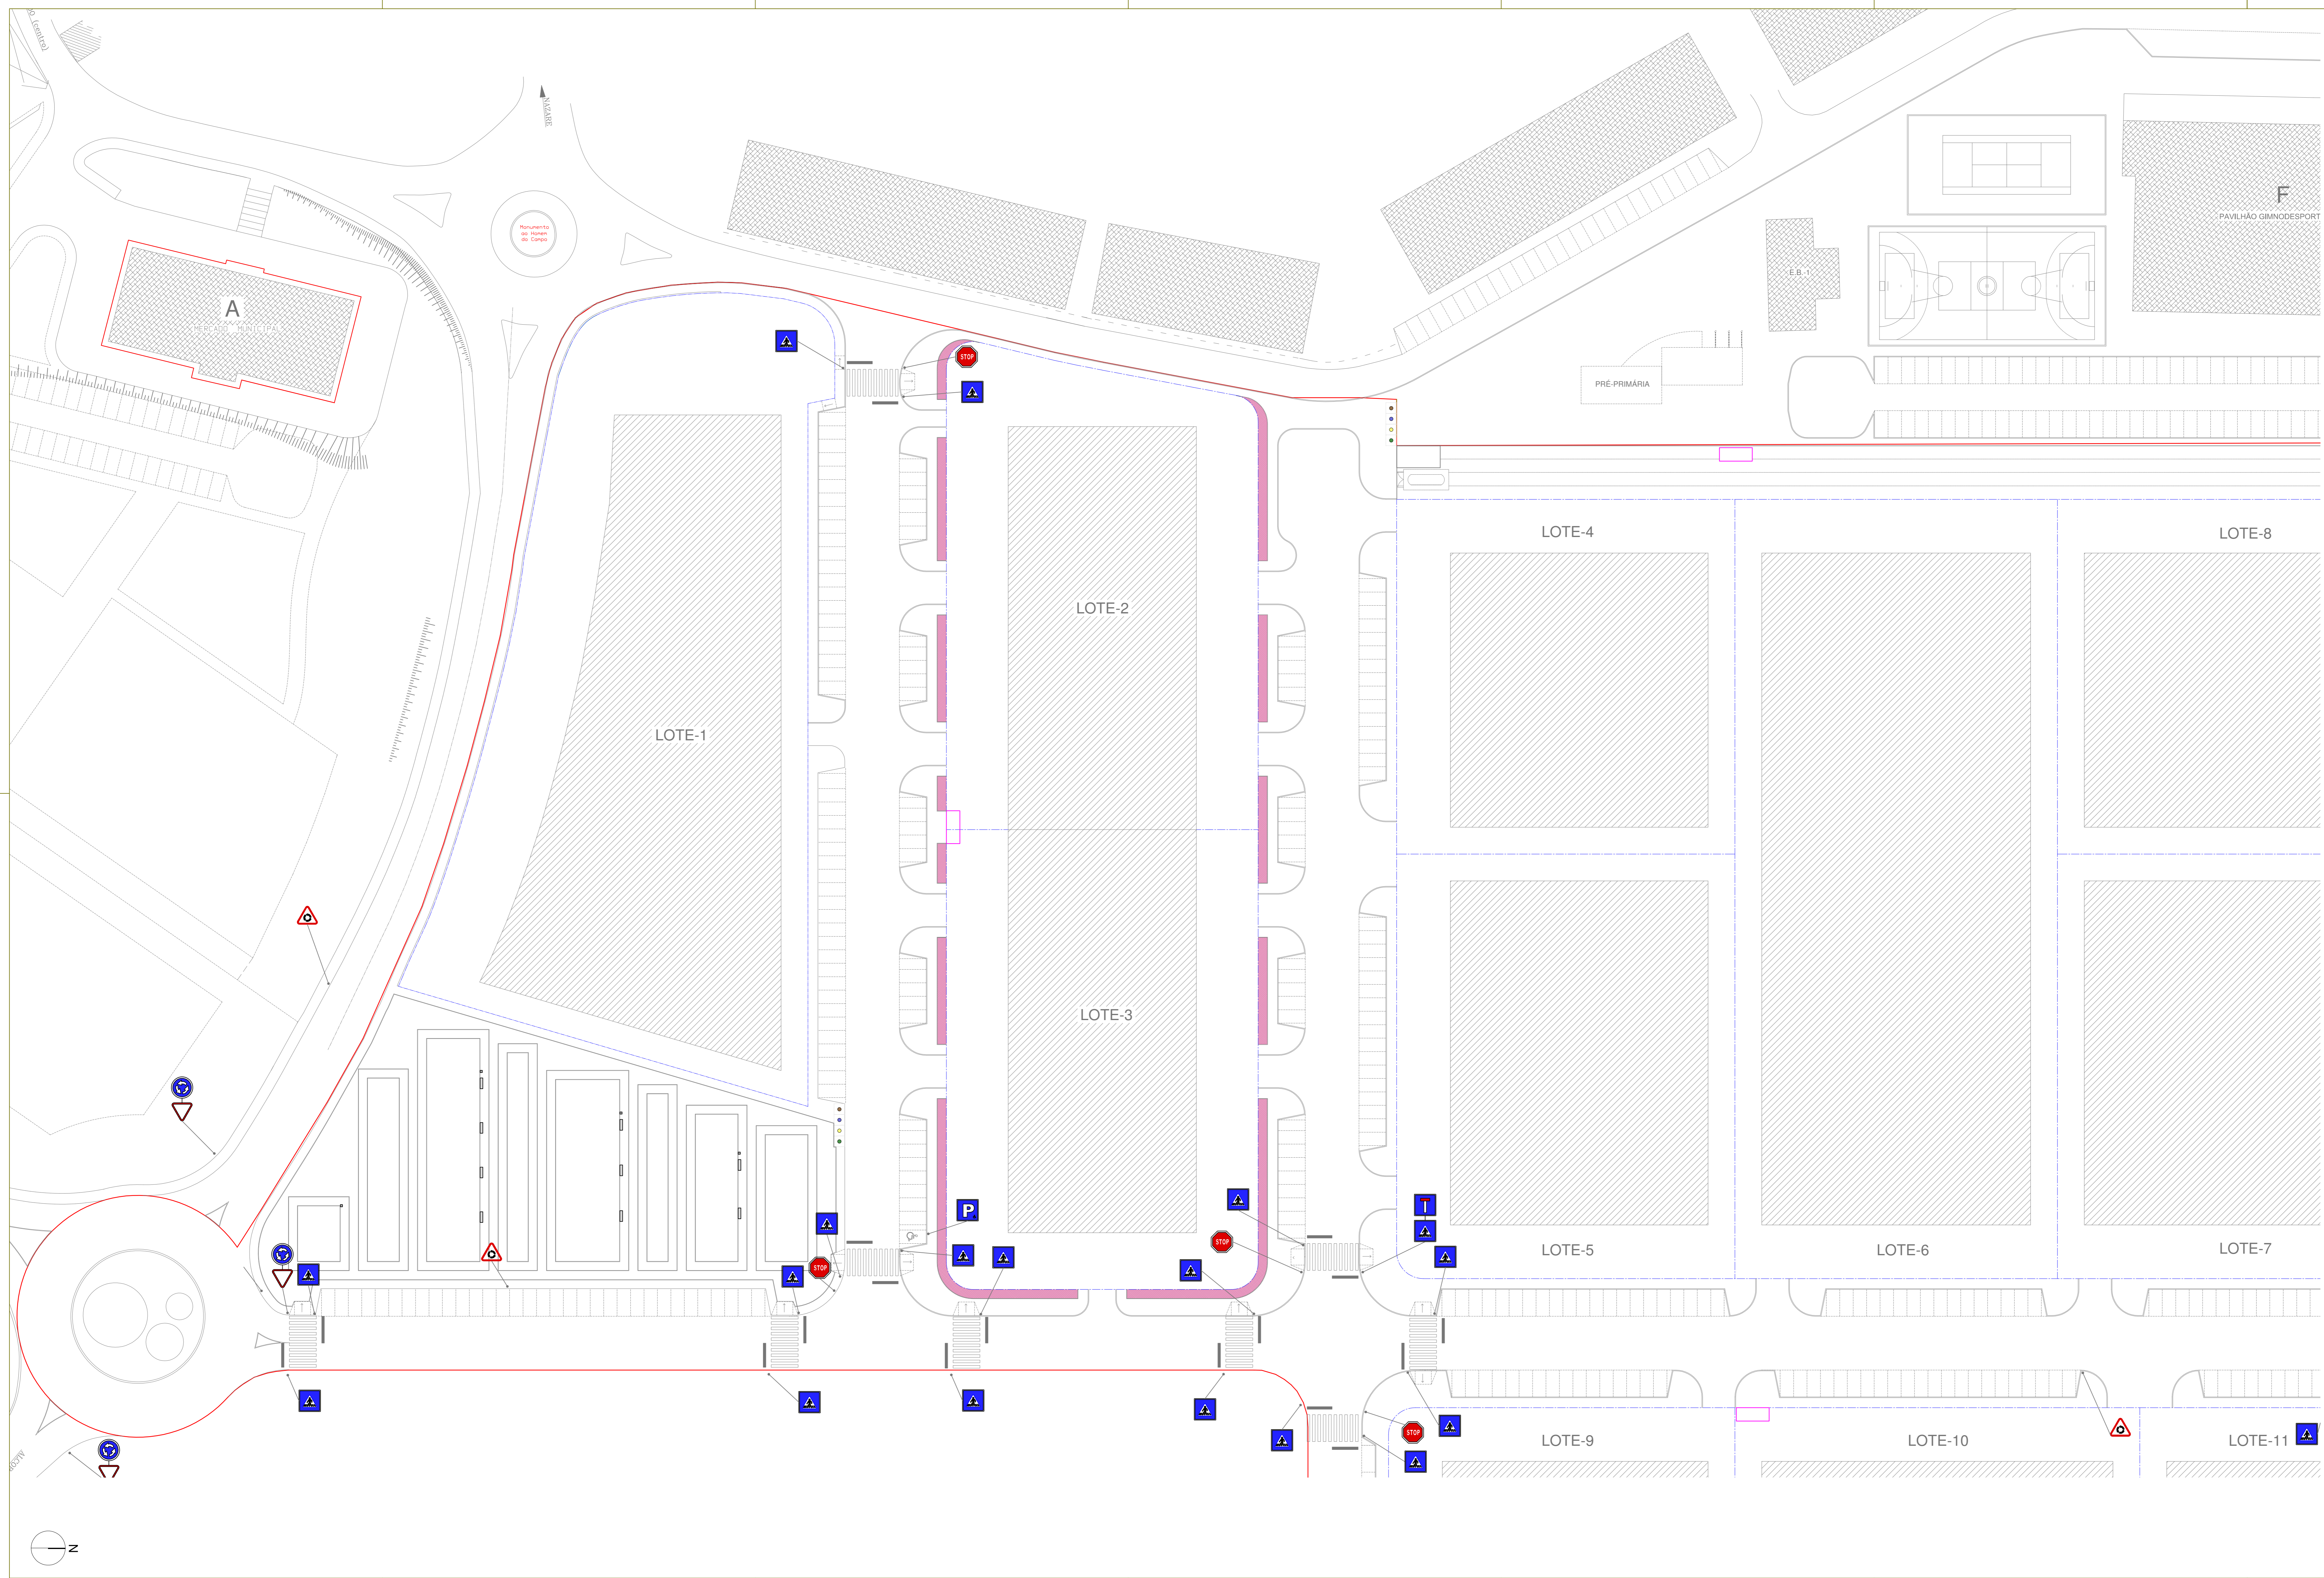 (centro)
NAZARÉ
Monumento
ao Homem
do Campo
A
MERCADO MUNICIPAL
F
PAVILHÃO GIMNODESPORT
E.B. 1
PRÉ-PRIMÁRIA
STOP
LOTE-4
LOTE-8
LOTE-2
LOTE-1
LOTE-3
P
STOP
STOP
LOTE-5
LOTE-6
LOTE-7
STOP
LOTE-9
LOTE-10
LOTE-11
N